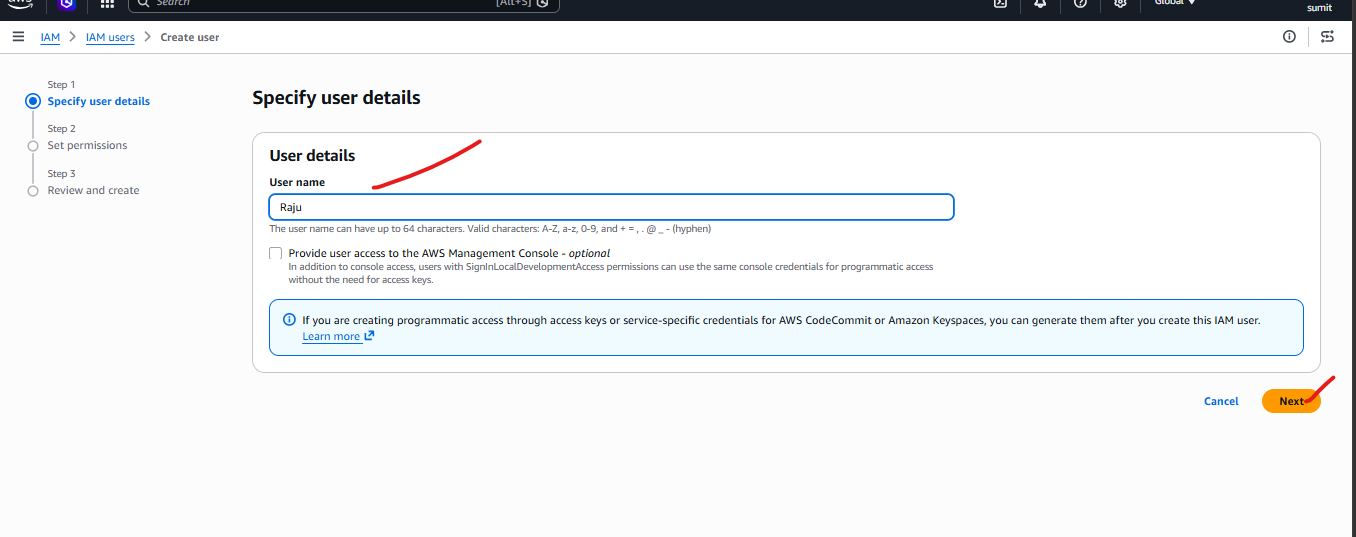 aws
Search
[Alt+S]
Global
sumit
IAM
IAM users
Create user
Step 1
Specify user details
Step 2
Set permissions
Step 3
Review and create
Specify user details
User details
User name
Raju
The user name can have up to 64 characters. Valid characters: A-Z, a-z, 0-9, and + = , . @ _ - (hyphen)
Provide user access to the AWS Management Console - optional
In addition to console access, users with SignInLocalDevelopmentAccess permissions can use the same console credentials for programmatic access
without the need for access keys.
If you are creating programmatic access through access keys or service-specific credentials for AWS CodeCommit or Amazon Keyspaces, you can generate them after you create this IAM user.
Learn more
Cancel
Next